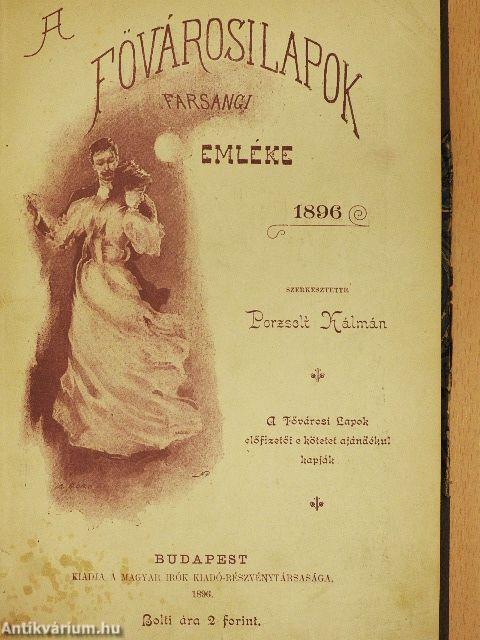 A
FŐVÁROSI LAPOK
FARSANGI
EMLÉKE
1896
SZERKESZTETTE
Porzsolt Kálmán
A Fővárosi Lapok
előfizetői e kötetet ajándékul
kapják
BUDAPEST
KIADJA A MAGYAR IRÓK KIADÓ-RÉSZVÉNYTÁRSASÁGA.
1896.
Bolti ára 2 forint.
Antikvárium.hu